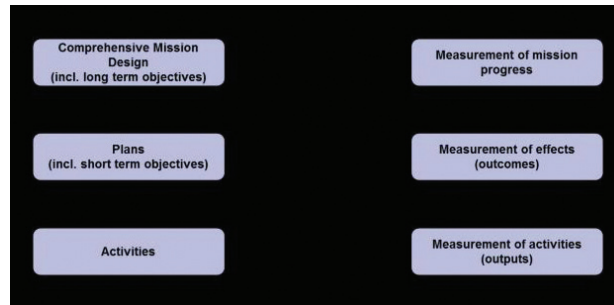 Comprehensive Mission
Design
(incl. long term objectives)
Measurement of mission
progress
Plans
(incl. short term objectives)
Measurement of effects
(outcomes)
Activities
Measurement of activities
(outputs)